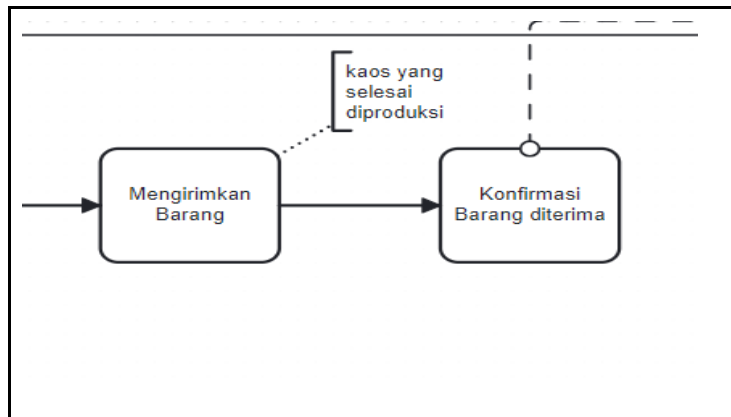 kaos yang
selesai
diproduksi
Mengirimkan
Barang
Konfirmasi
Barang diterima